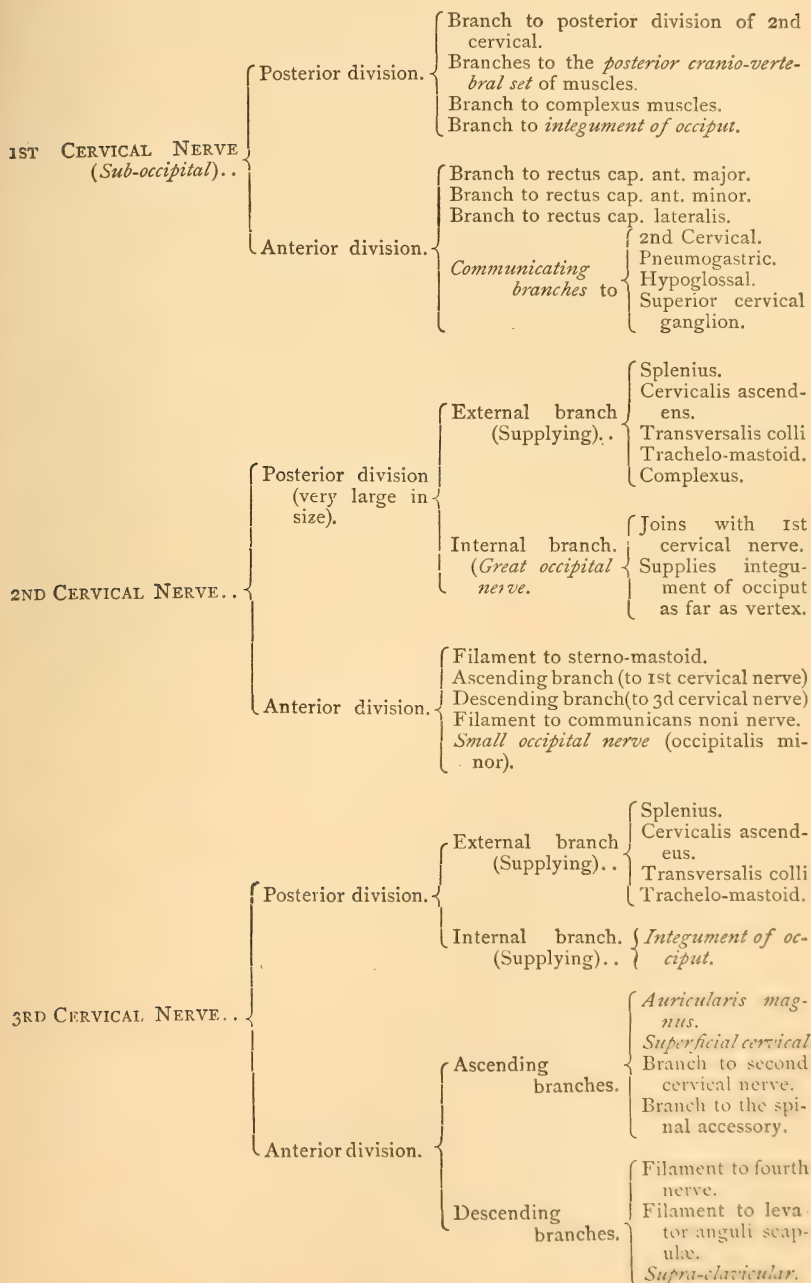 Branch to posterior division of 2nd
cervical.
Branches to the posterior cranio-verte-
bral set of muscles.
Branch to complexus muscles.
Branch to integument of occiput.
Posterior division.
1ST CERVICAL NERVE
(Sub-occipital)..
Anterior division.
Branch to rectus cap. ant. major.
Branch to rectus cap. ant. minor.
Branch to rectus cap. lateralis.
Communicating
branches to
2nd Cervical.
Pneumogastric.
Hypoglossal.
Superior cervical
ganglion.
2ND CERVICAL NERVE..
Posterior division
(very large in
size).
External branch
(Supplying)..
Splenius.
Cervicalis ascend-
ens.
Transversalis colli
Trachelo-mastoid.
Complexus.
Internal branch.
(Great occipital
nerve.
Joins with 1st
cervical nerve.
Supplies integu-
ment of occiput
as far as vertex.
Anterior division.
Filament to sterno-mastoid.
Ascending branch (to 1st cervical nerve)
Descending branch (to 3d cervical nerve)
Filament to communicans noni nerve.
Small occipital nerve (occipitalis mi-
nor).
3RD CERVICAL NERVE..
Posterior division.
External branch
(Supplying)..
Splenius.
Cervicalis ascend-
eus.
Transversalis colli
Trachelo-mastoid.
Internal branch.
(Supplying)..
Integument of oc-
ciput.
Anterior division.
Ascending
branches.
Auricularis mag-
nus.
Superficial cervical
Branch to second
cervical nerve.
Branch to the spi-
nal accessory.
Descending
branches.
Filament to fourth
nerve.
Filament to leva
tor anguli scap-
ulæ.
Supra-clavicular.